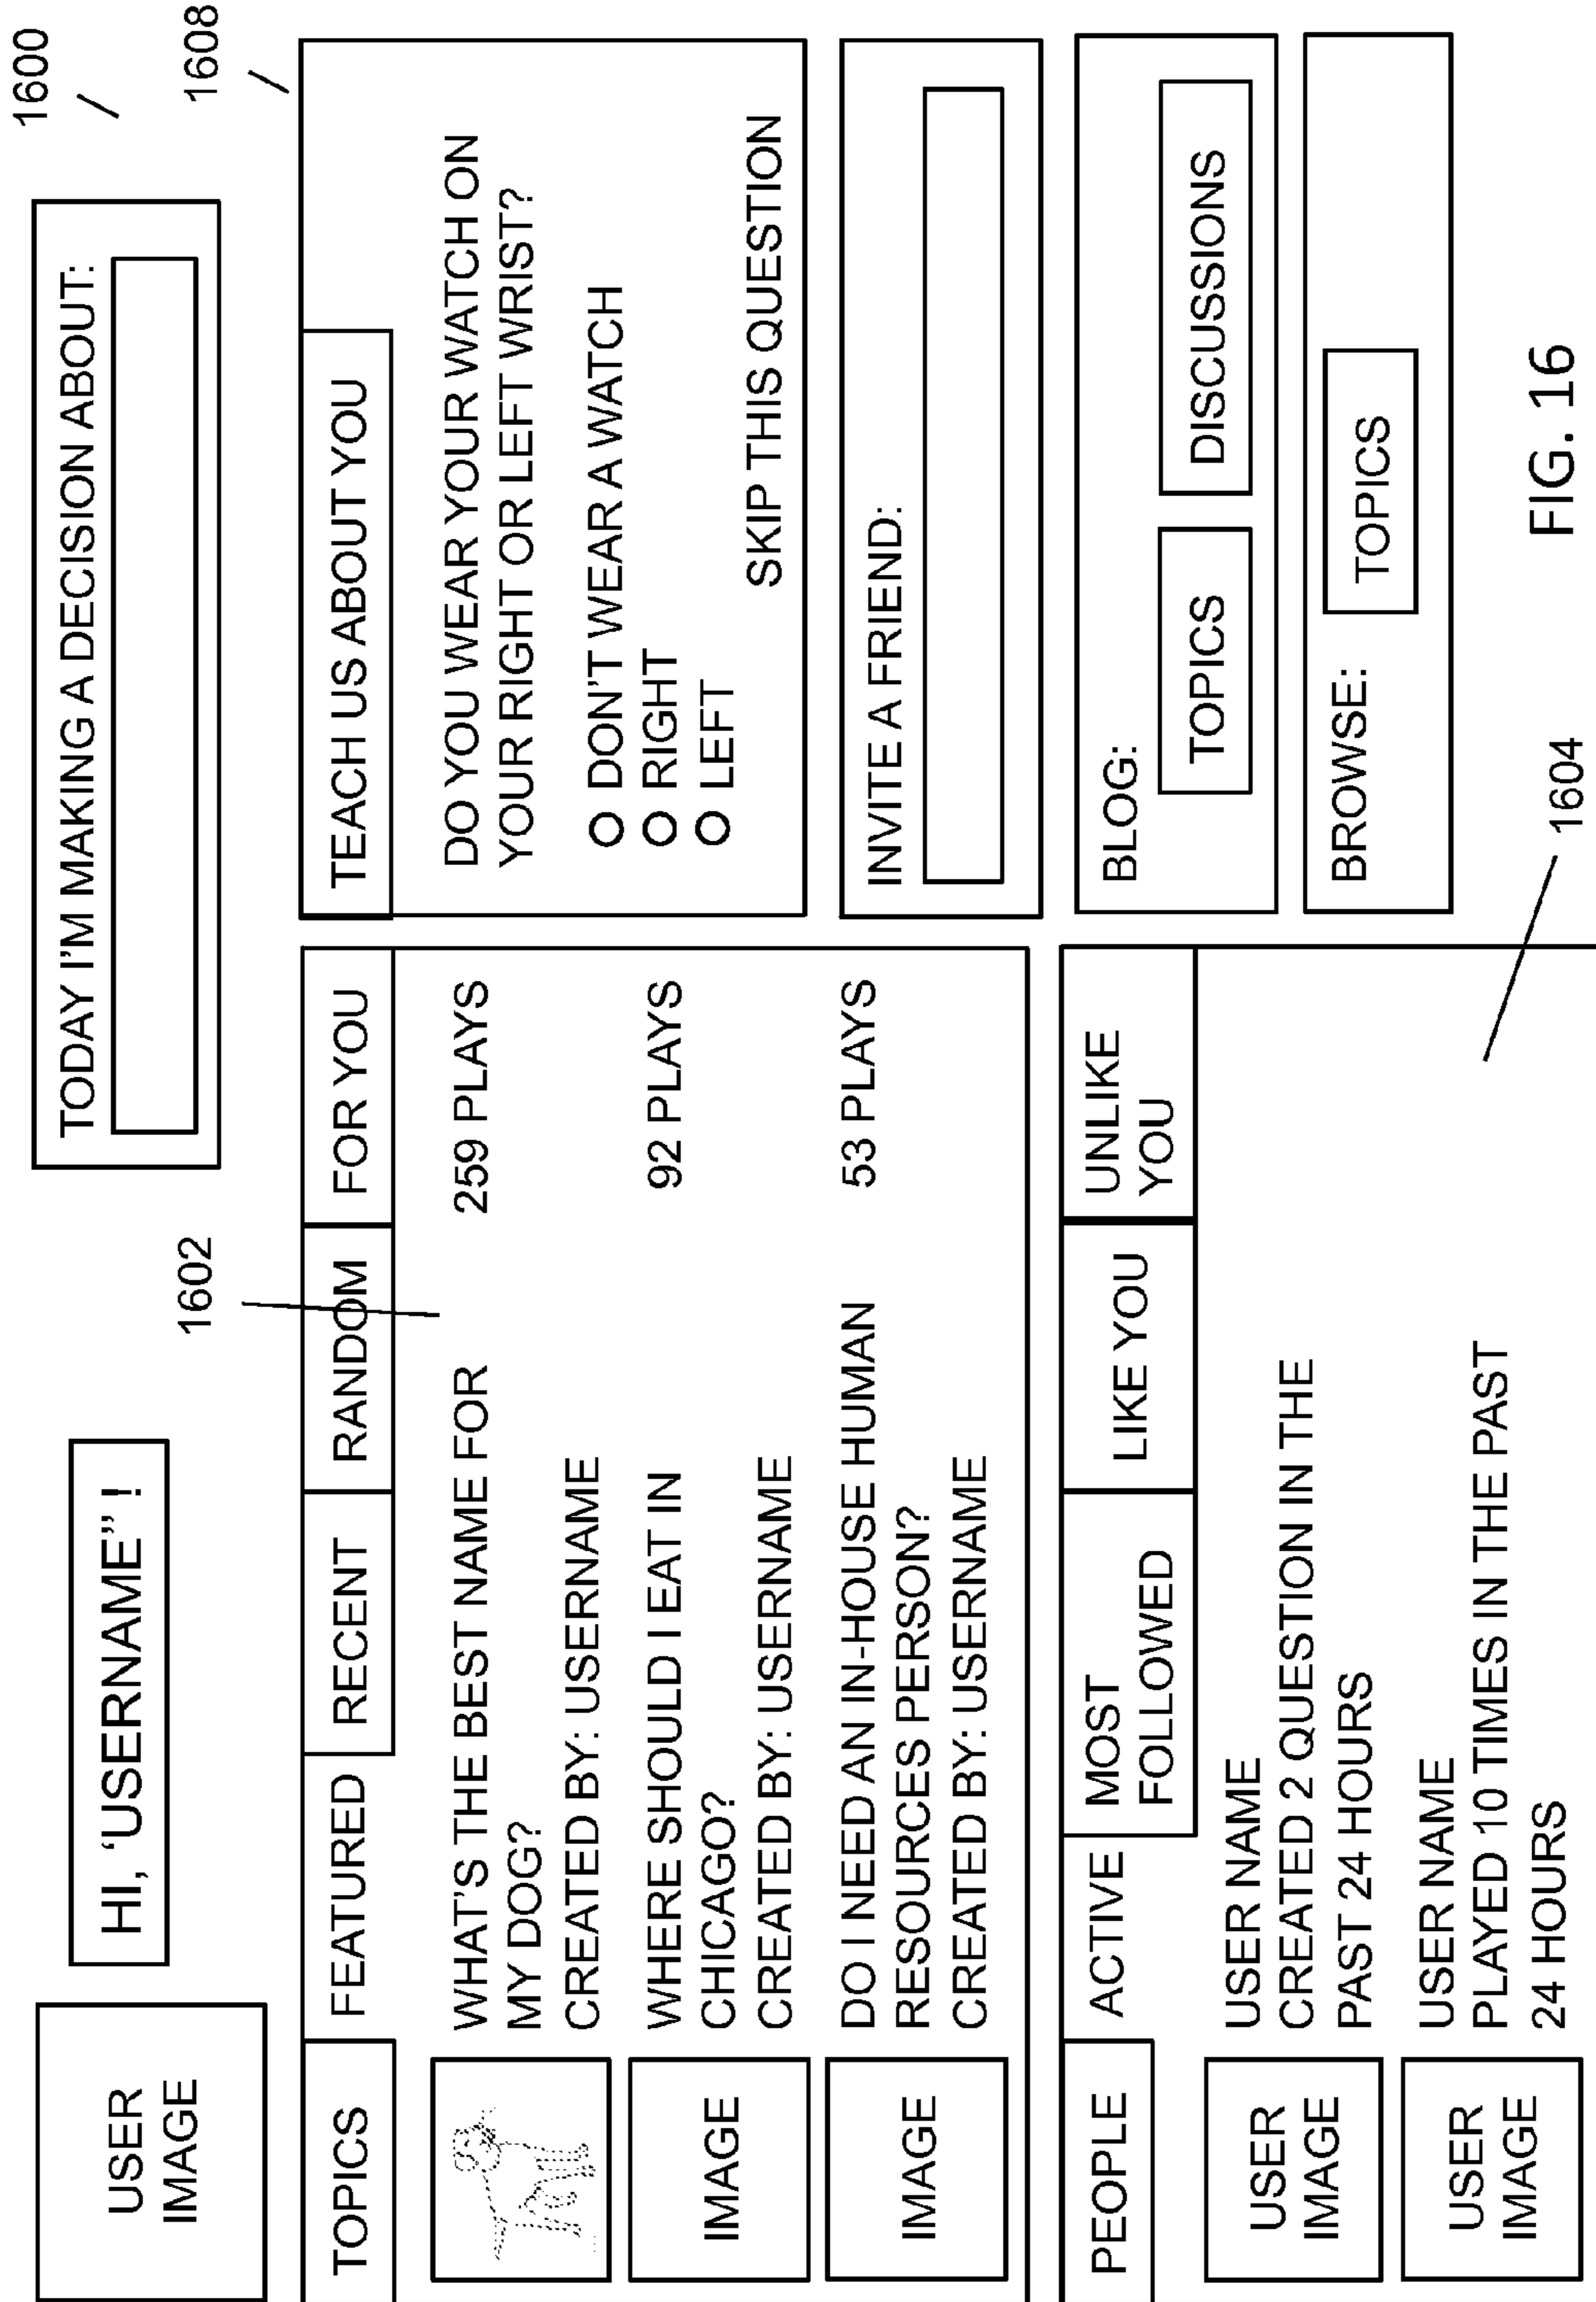 1600
USER
IMAGE
HI, ‘USERNAME” !
TODAY I’M MAKING A DECISION ABOUT:
1602
1608
TOPICS
FEATURED
RECENT
RANDOM
FOR YOU
WHAT’S THE BEST NAME FOR
MY DOG?
CREATED BY: USERNAME
259 PLAYS
IMAGE
WHERE SHOULD I EAT IN
CHICAGO?
CREATED BY: USERNAME
92 PLAYS
IMAGE
DO I NEED AN IN-HOUSE HUMAN
RESOURCES PERSON?
CREATED BY: USERNAME
53 PLAYS
TEACH US ABOUT YOU
DO YOU WEAR YOUR WATCH ON
YOUR RIGHT OR LEFT WRIST?
DON’T WEAR A WATCH
RIGHT
LEFT
SKIP THIS QUESTION
INVITE A FRIEND:
PEOPLE
ACTIVE
MOST
FOLLOWED
LIKE YOU
UNLIKE
YOU
USER
IMAGE
USER NAME
CREATED 2 QUESTION IN THE
PAST 24 HOURS
USER
IMAGE
USER NAME
PLAYED 10 TIMES IN THE PAST
24 HOURS
BLOG:
TOPICS
DISCUSSIONS
BROWSE:
TOPICS
1604
FIG. 16